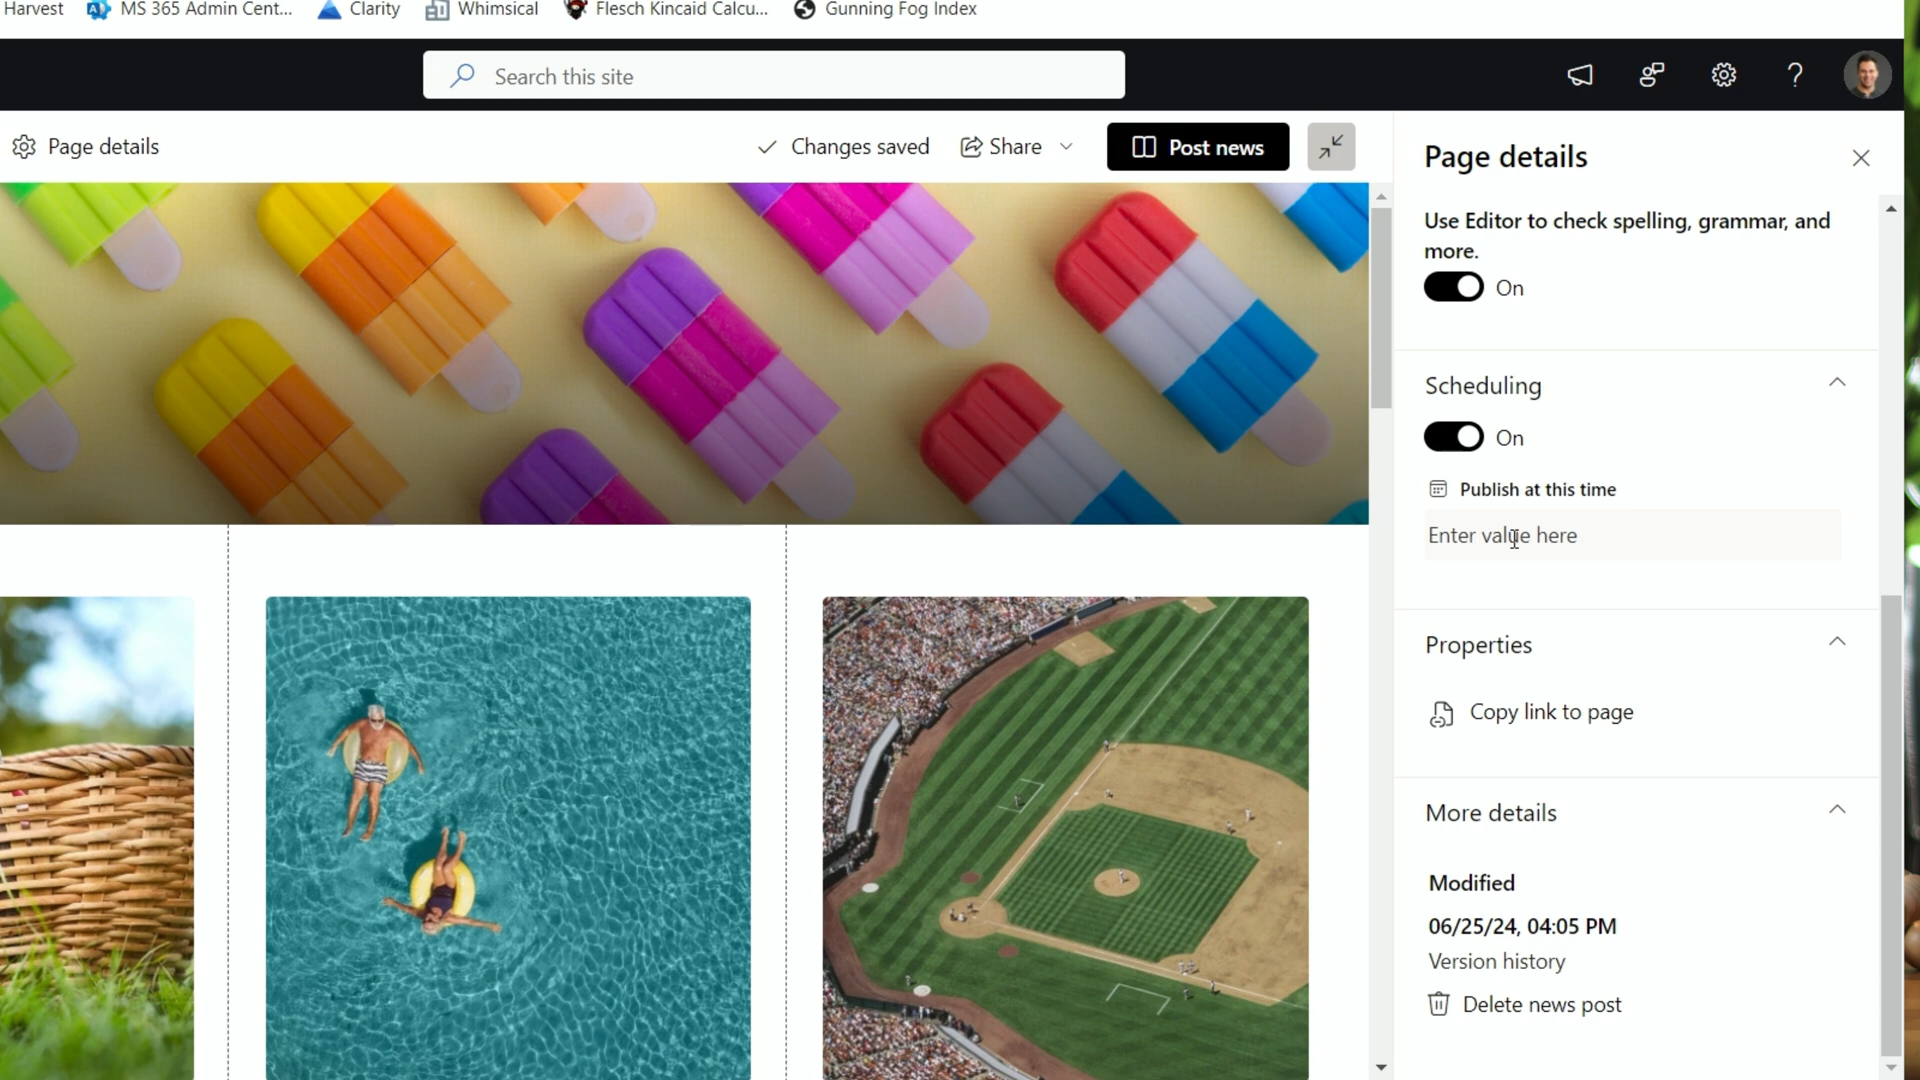 Harvest
MS 365 Admin Cent...
Clarity
Whimsical
Flesch Kincaid Calcu...
Gunning Fog Index
Search this site
Page details
Changes saved
Share
Post news
Page details
Use Editor to check spelling, grammar, and
more.
On
Scheduling
On
Publish at this time
Enter value here
Properties
Copy link to page
More details
Modified
06/25/24, 04:05 PM
Version history
Delete news post